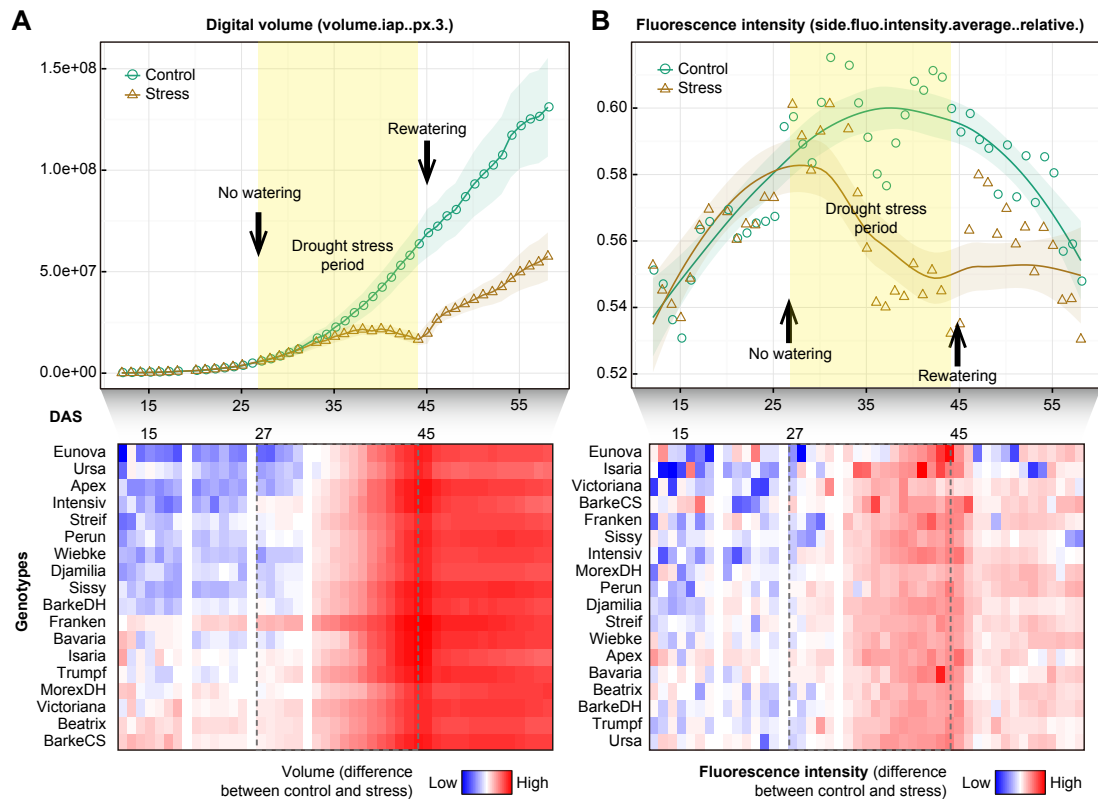 A
Digital volume (volume.iap..px.3.)
1.5e+08
1.0e+08
5.0e+07
0.0e+00
Control
Stress
No watering
Rewatering
Drought stress
period
15
25
35
45
55
DAS
15
27
45
Genotypes
Eunova
Ursa
Apex
Intensiv
Streif
Perun
Wiebke
Djamilia
Sissy
BarkeDH
Franken
Bavaria
Isaria
Trumpf
MorexDH
Victoriana
Beatrix
BarkeCS
Volume (difference
between control and stress)
Low
High
B
Fluorescence intensity (side.fluo.intensity.average..relative.)
0.60
0.58
0.56
0.54
0.52
Control
Stress
Drought stress
period
No watering
Rewatering
15
25
35
45
55
15
27
45
Eunova
Isaria
Victoriana
BarkeCS
Franken
Sissy
Intensiv
MorexDH
Perun
Djamilia
Streif
Wiebke
Apex
Bavaria
Beatrix
BarkeDH
Trumpf
Ursa
Fluorescence intensity (difference
between control and stress)
Low
High